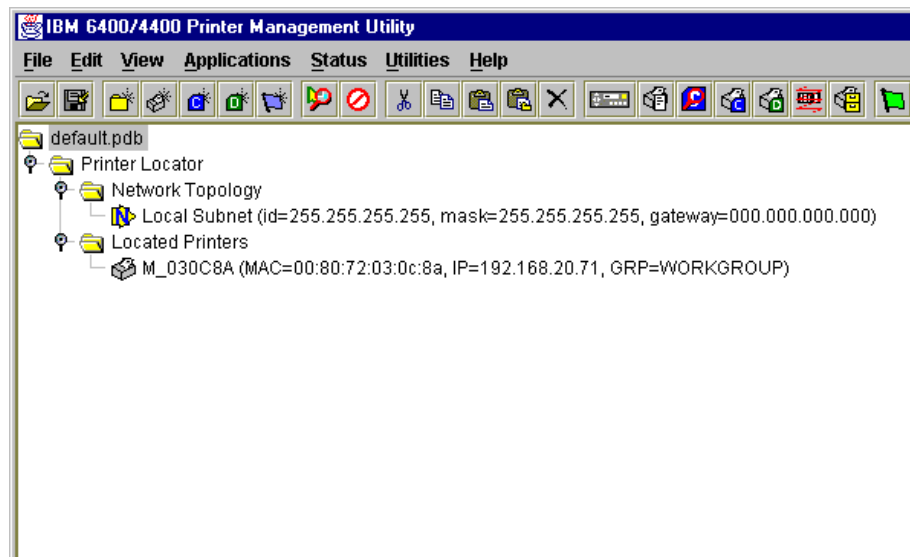 IBM 6400/4400 Printer Management Utility
File Edit View Applications Status Utilities Help
default.pdb
Printer Locator
Network Topology
Local Subnet (id=255.255.255.255, mask=255.255.255.255, gateway=000.000.000.000)
Located Printers
M_030C8A (MAC=00:80:72:03:0c:8a, IP=192.168.20.71, GRP=WORKGROUP)